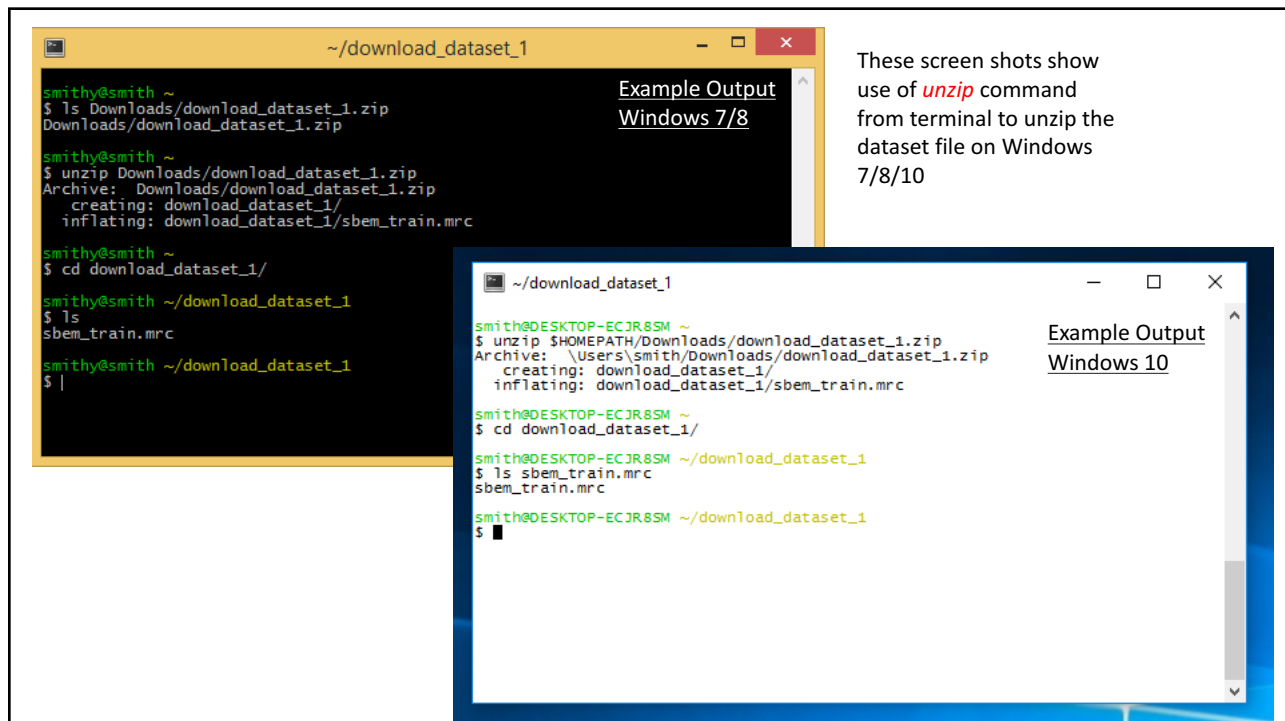 ~/download_dataset_1
smithy@smith ~
$ ls Downloads/download_dataset_1.zip
Downloads/download_dataset_1.zip
smithy@smith ~
$ unzip Downloads/download_dataset_1.zip
Archive:  Downloads/download_dataset_1.zip
   creating: download_dataset_1/
  inflating: download_dataset_1/sbem_train.mrc
smithy@smith ~
$ cd download_dataset_1/
smithy@smith ~/download_dataset_1
$ ls
sbem_train.mrc
smithy@smith ~/download_dataset_1
$
Example Output
Windows 7/8
These screen shots show
use of unzip command
from terminal to unzip the
dataset file on Windows
7/8/10
~/download_dataset_1
smith@DESKTOP-ECJR8SM ~
$ unzip $HOMEPATH/Downloads/download_dataset_1.zip
Archive:  \Users\smith/Downloads/download_dataset_1.zip
   creating: download_dataset_1/
  inflating: download_dataset_1/sbem_train.mrc
smith@DESKTOP-ECJR8SM ~
$ cd download_dataset_1/
smith@DESKTOP-ECJR8SM ~/download_dataset_1
$ ls sbem_train.mrc
sbem_train.mrc
smith@DESKTOP-ECJR8SM ~/download_dataset_1
$
Example Output
Windows 10